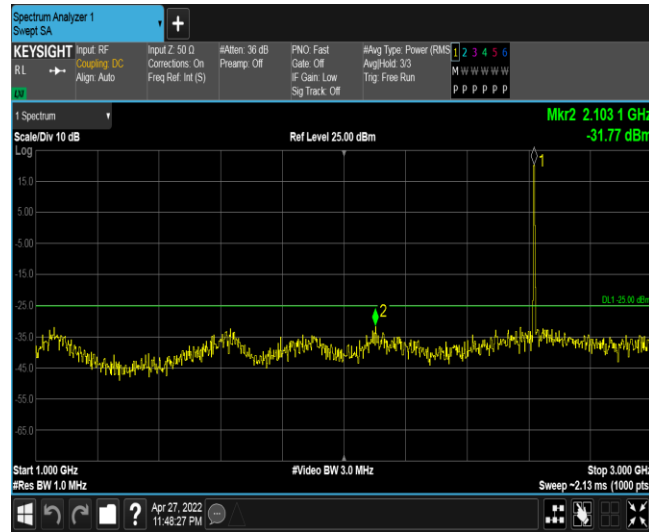 Spectrum Analyzer 1
Swept SA
KEYSIGHT Input: RF Input Z: 50 Ω #Atten: 36 dB PNO: Fast #Avg Type: Power (RMS 1 2 3 4 5 6
RL Coupling: DC Corrections: On Preamp: Off Gate: Off Avg|Hold: 3/3 M W W W W W
Align: Auto Freq Ref: Int (S) IF Gain: Low Trig: Free Run
Sig Track: Off P P P P P P
1 Spectrum Mkr2 2.103 1 GHz
Scale/Div 10 dB Ref Level 25.00 dBm -31.77 dBm
Log
1
15.0
5.00
-5.00
-15.0
-25.0 DL1 -25.00 dBm
2
-35.0
-45.0
-55.0
-65.0
Start 1.000 GHz #Video BW 3.0 MHz Stop 3.000 GHz
#Res BW 1.0 MHz Sweep ~2.13 ms (1000 pts
? Apr 27, 2022
11:48:27 PM